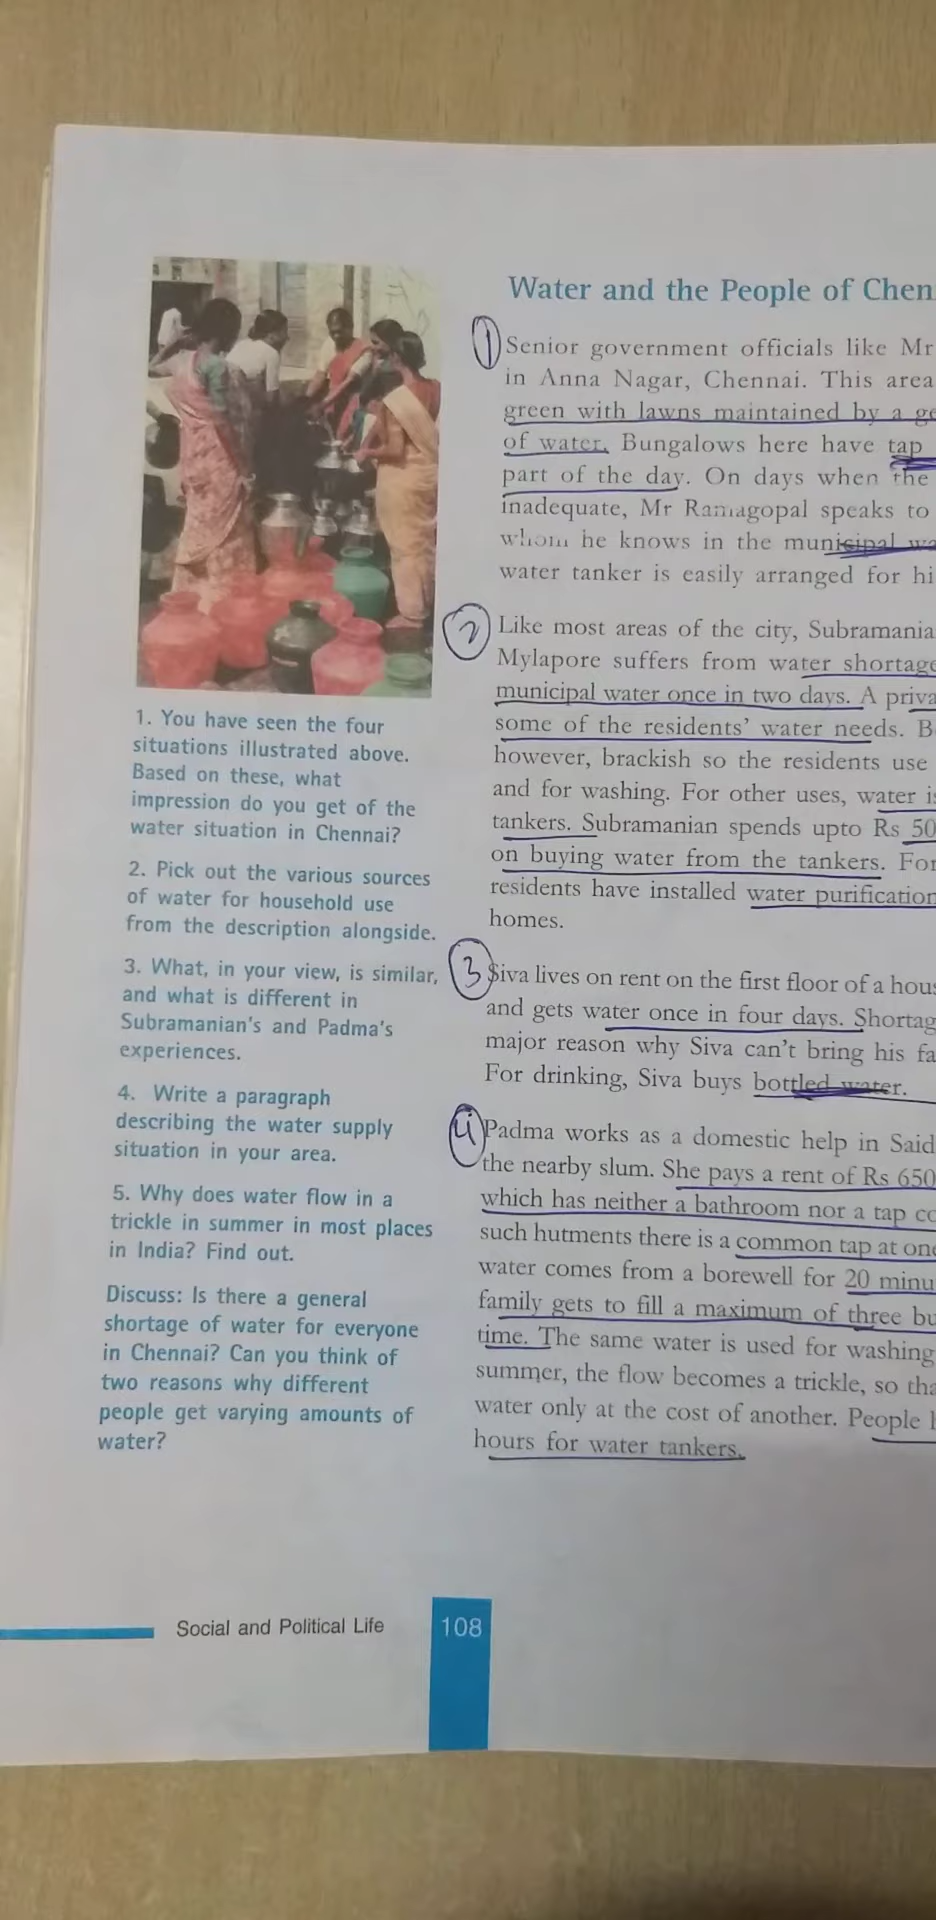 1. You have seen the four
situations illustrated above.
Based on these, what
impression do you get of the
water situation in Chennai?
2. Pick out the various sources
of water for household use
from the description alongside.
3. What, in your view, is similar,
and what is different in
Subramanian's and Padma's
experiences.
4. Write a paragraph
describing the water supply
situation in your area.
5. Why does water flow in a
trickle in summer in most places
in India? Find out.
Discuss: Is there a general
shortage of water for everyone
in Chennai? Can you think of
two reasons why different
people get varying amounts of
water?
Water and the People of Chen
1 Senior government officials like Mr
in Anna Nagar, Chennai. This area
green with lawns maintained by a ge
of water. Bungalows here have tap
part of the day. On days when the
inadequate, Mr Ramagopal speaks to
whom he knows in the municipal wa
water tanker is easily arranged for hi
2 Like most areas of the city, Subramania
Mylapore suffers from water shortage
municipal water once in two days. A priva
some of the residents' water needs. B
however, brackish so the residents use
and for washing. For other uses, water is
tankers. Subramanian spends upto Rs 50
on buying water from the tankers. For
residents have installed water purification
homes.
3 Siva lives on rent on the first floor of a hous
and gets water once in four days. Shortag
major reason why Siva can't bring his fa
For drinking, Siva buys bottled water.
4 Padma works as a domestic help in Said
the nearby slum. She pays a rent of Rs 650
which has neither a bathroom nor a tap co
such hutments there is a common tap at one
water comes from a borewell for 20 minu
family gets to fill a maximum of three bu
time. The same water is used for washing
summer, the flow becomes a trickle, so tha
water only at the cost of another. People
hours for water tankers.
Social and Political Life
108